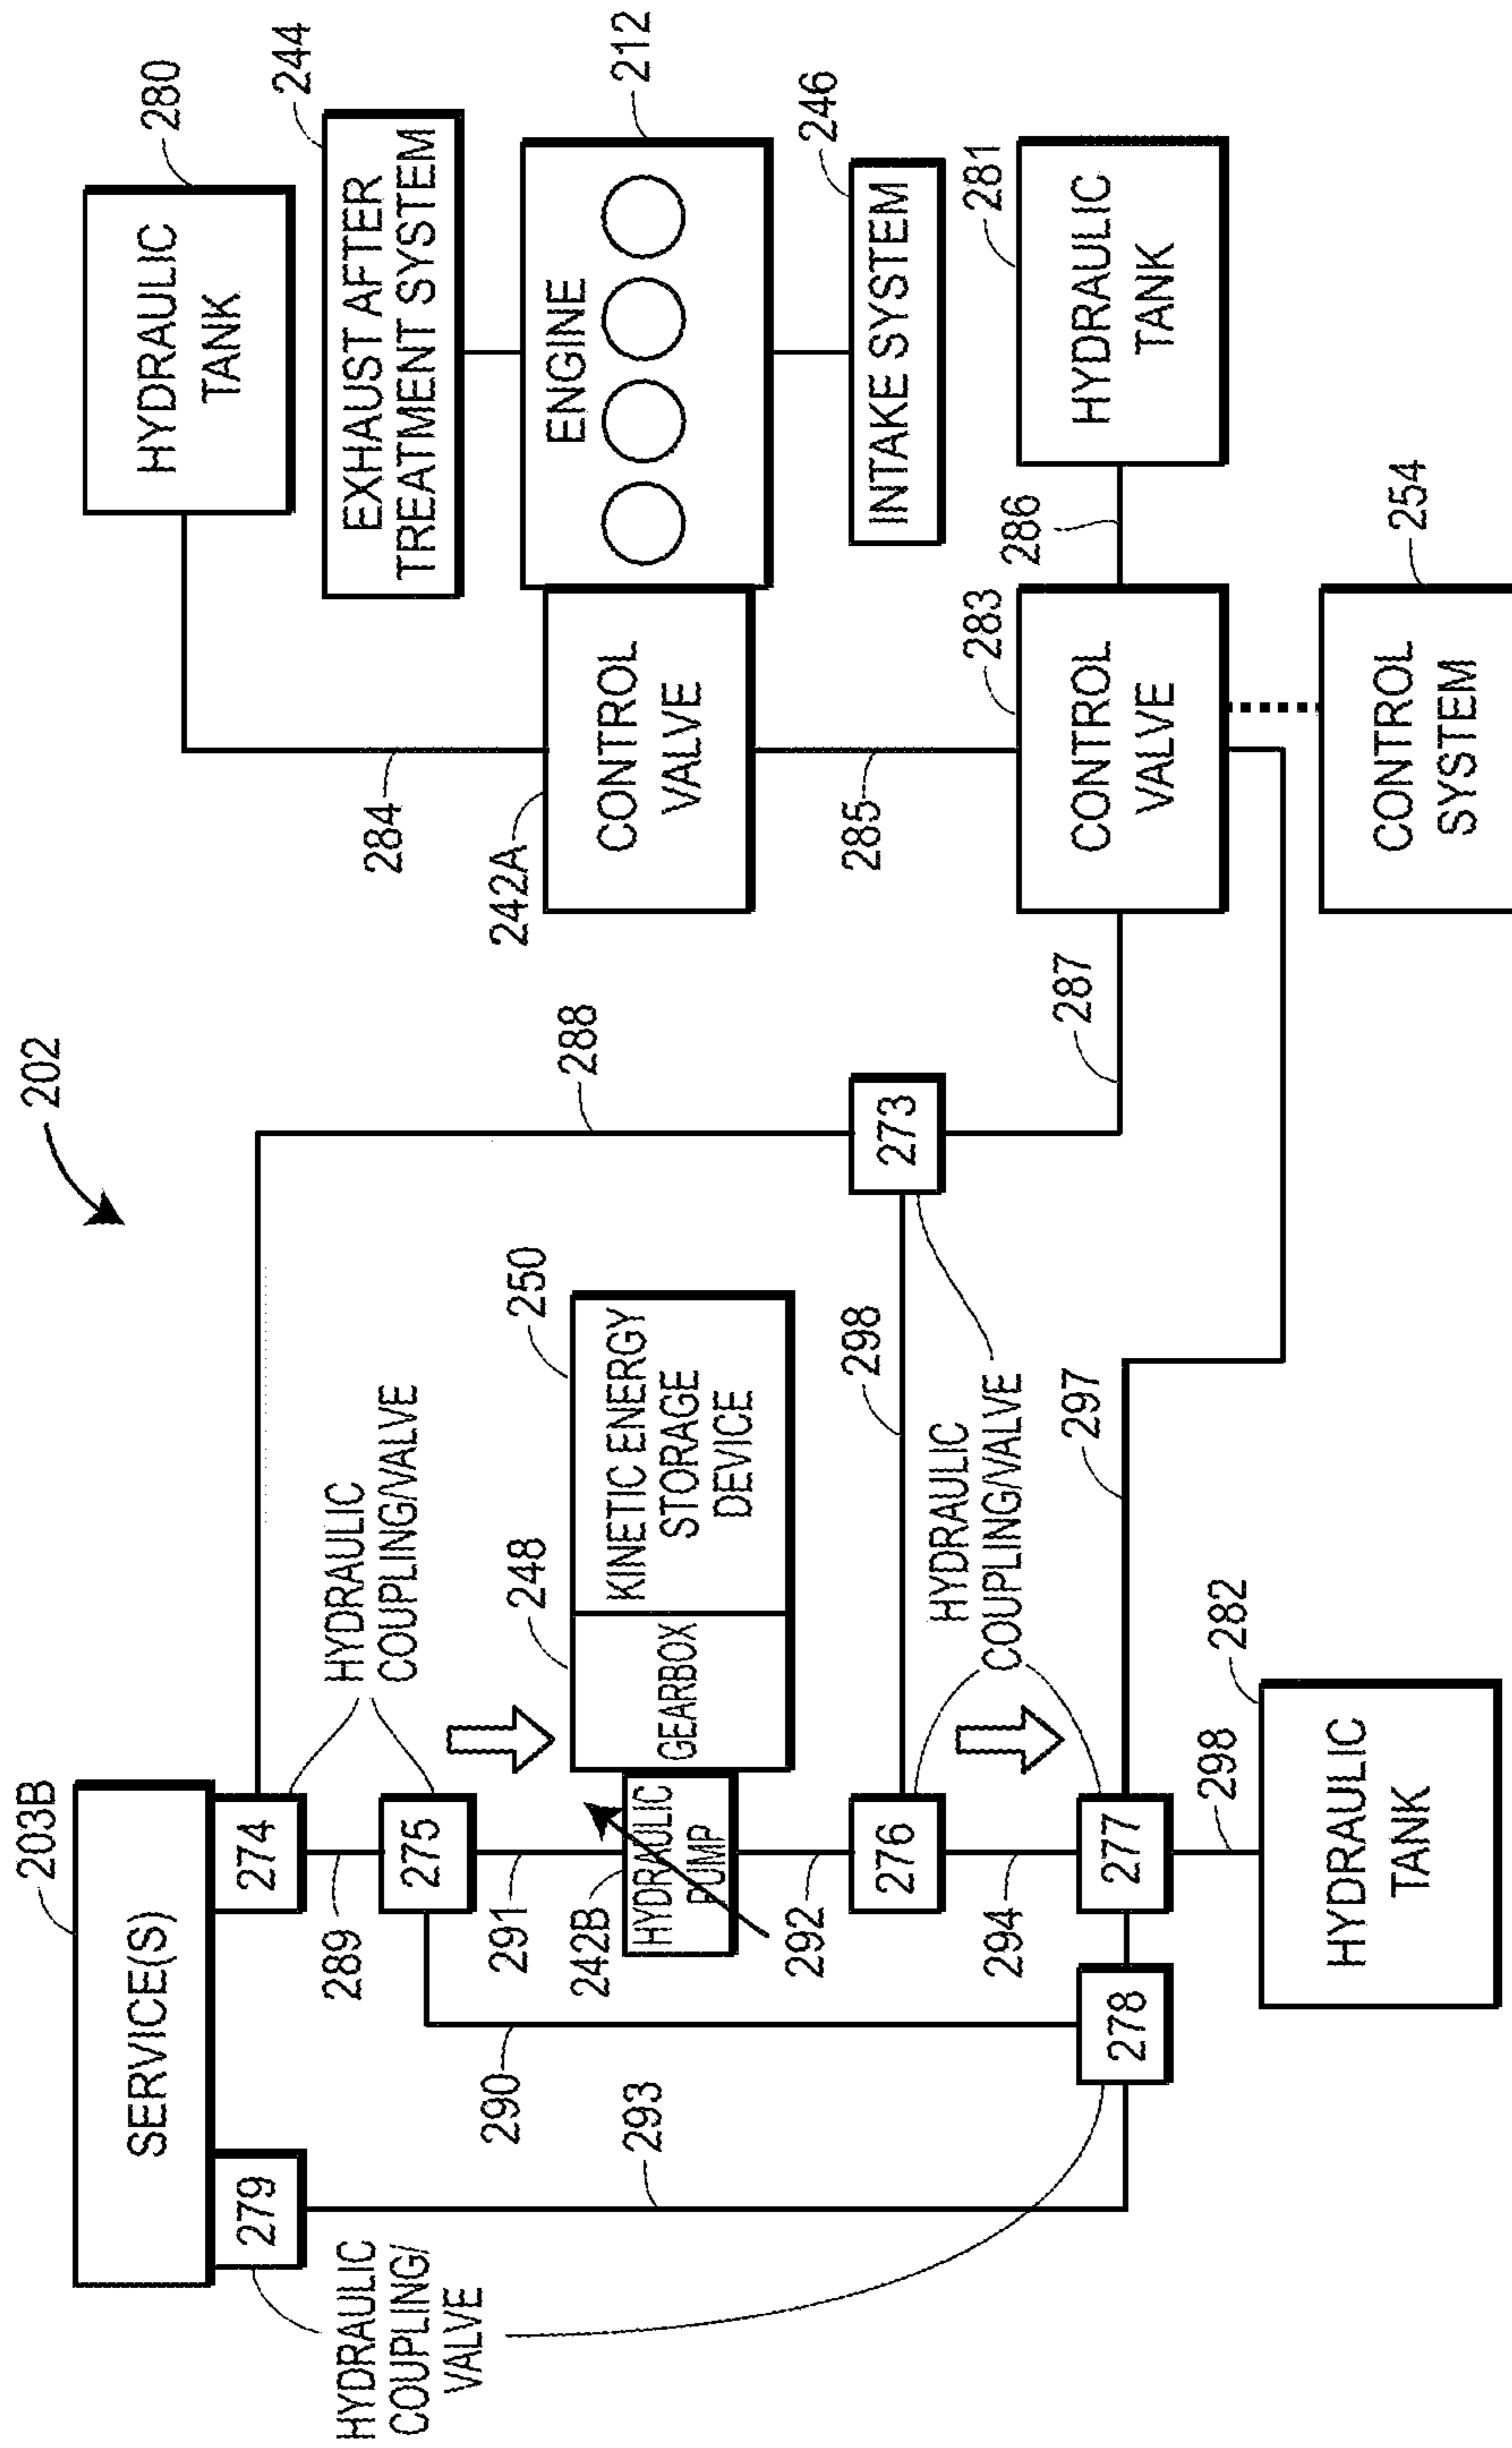 202
203B
SERVICE(S)
279
274
HYDRAULIC
COUPLING/
VALVE
289
HYDRAULIC
COUPLING/VALVE
275
290
291
293
288
242B
HYDRAULIC
PUMP
248
GEARBOX
250
KINETIC ENERGY
STORAGE
DEVICE
292
276
298
273
HYDRAULIC
COUPLING/VALVE
294
278
277
297
287
298
282
HYDRAULIC
TANK
280
HYDRAULIC
TANK
284
244
EXHAUST AFTER
TREATMENT SYSTEM
242A
CONTROL
VALVE
ENGINE
212
285
246
INTAKE SYSTEM
283
CONTROL
VALVE
286
281
HYDRAULIC
TANK
254
CONTROL
SYSTEM